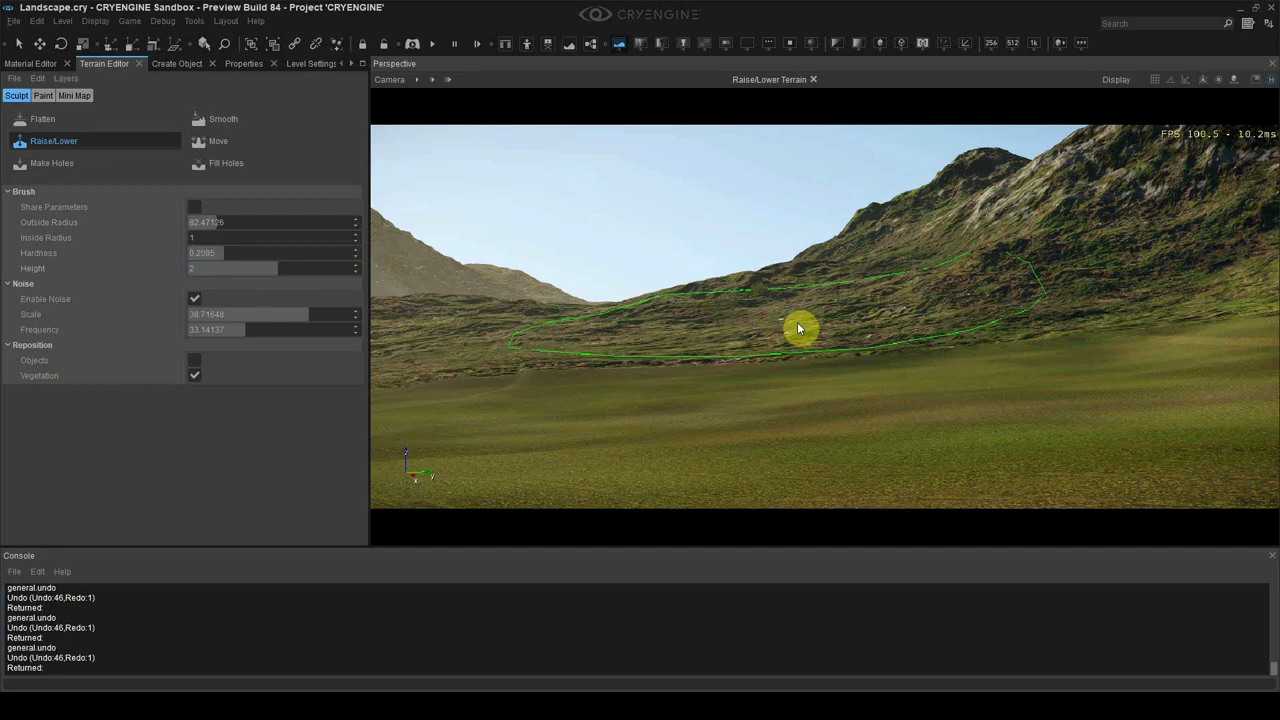 Landscape.cry - CRYENGINE Sandbox - Preview Build 84 - Project 'CRYENGINE'
CRYENGINE
File Edit Level Display Game Debug Tools Layout Help
Search
256 512 1k
Material Editor Terrain Editor Create Object Properties Level Settings
Perspective
File Edit Layers
Camera
Raise/Lower Terrain
Display
Sculpt Paint Mini Map
Flatten Smooth
Raise/Lower Move
Make Holes Fill Holes
FPS 100.5 - 10.2ms
Brush
Share Parameters
Outside Radius 82.47126
Inside Radius 1
Hardness 0.2085
Height 2
Noise
Enable Noise
Scale 38.71648
Frequency 33.14137
Reposition
Objects
Vegetation
z
x
y
Console
File Edit Help
general.undo
Undo (Undo:46,Redo:1)
Returned:
general.undo
Undo (Undo:46,Redo:1)
Returned:
general.undo
Undo (Undo:46,Redo:1)
Returned: